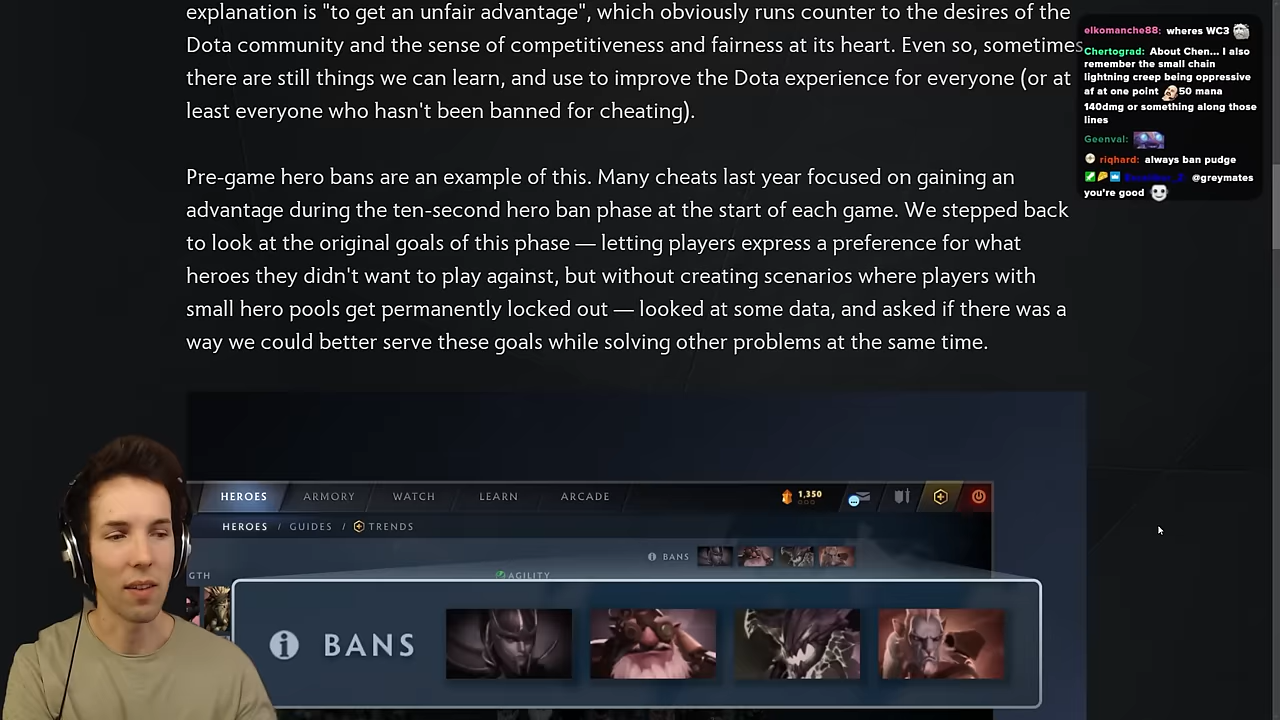 explanation is "to get an unfair advantage", which obviously runs counter to the desires of the
Dota community and the sense of competitiveness and fairness at its heart. Even so, sometimes
there are still things we can learn, and use to improve the Dota experience for everyone (or at
least everyone who hasn't been banned for cheating).
Pre-game hero bans are an example of this. Many cheats last year focused on gaining an
advantage during the ten-second hero ban phase at the start of each game. We stepped back
to look at the original goals of this phase — letting players express a preference for what
heroes they didn't want to play against, but without creating scenarios where players with
small hero pools get permanently locked out — looked at some data, and asked if there was a
way we could better serve these goals while solving other problems at the same time.
elkomanche88: wheres WC3
Chertograd: About Chen... I also
remember the small chain
lightning creep being oppressive
af at one point 50 mana
140dmg or something along those
lines
Geenval:
riqhard: always ban pudge
@greymates
you're good
HEROES ARMORY WATCH LEARN ARCADE 1,350
HEROES / GUIDES / TRENDS
BANS
GTH AGILITY
BANS